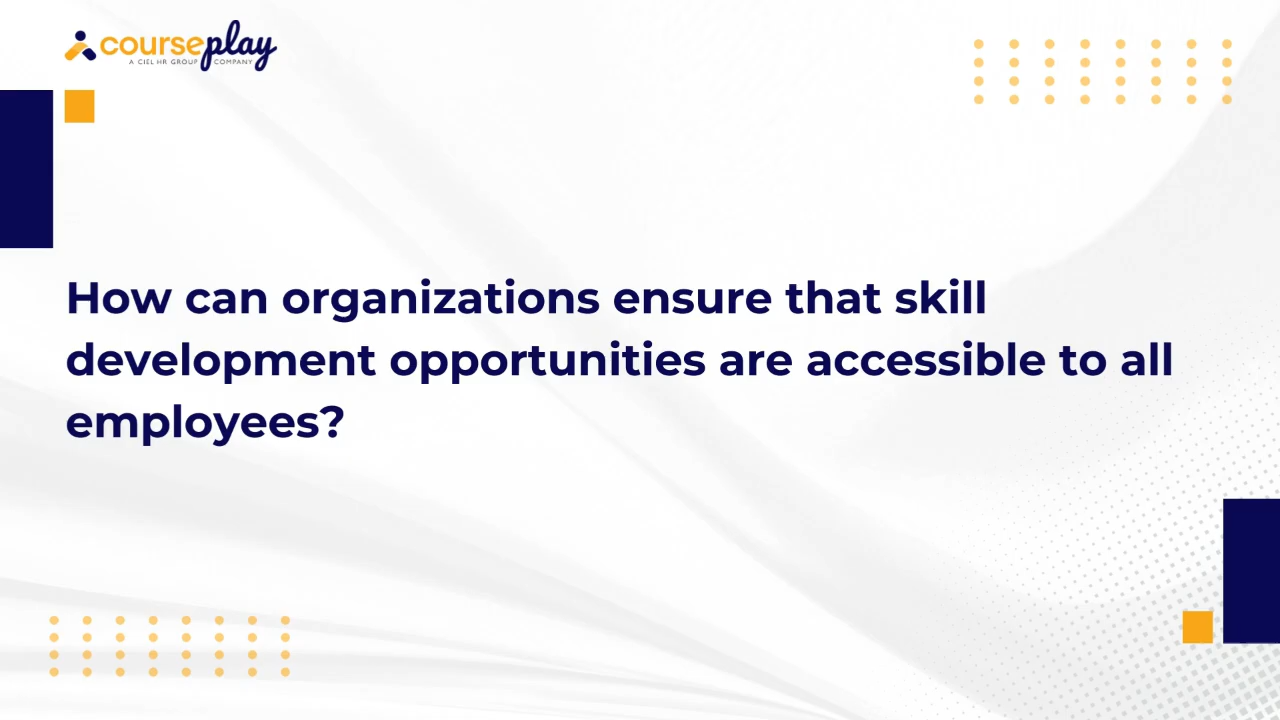 courseplay
A CIEL HR GROUP COMPANY
How can organizations ensure that skill
development opportunities are accessible to all
employees?